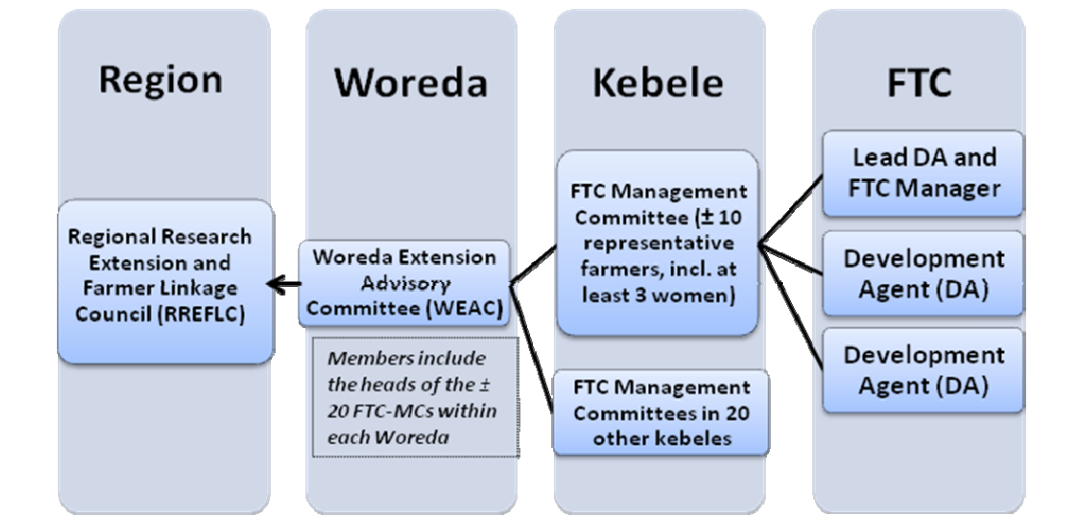 Region
Woreda
Kebele
FTC
Regional Research
Extension and
Farmer Linkage
Council (RREFLC)
Woreda Extension
Advisory
Committee (WEAC)
Members include
the heads of the ±
20 FTC-MCs within
each Woreda
FTC Management
Committee (± 10
representative
farmers, incl. at
least 3 women)
FTC Management
Committees in 20
other kebeles
Lead DA and
FTC Manager
Development
Agent (DA)
Development
Agent (DA)